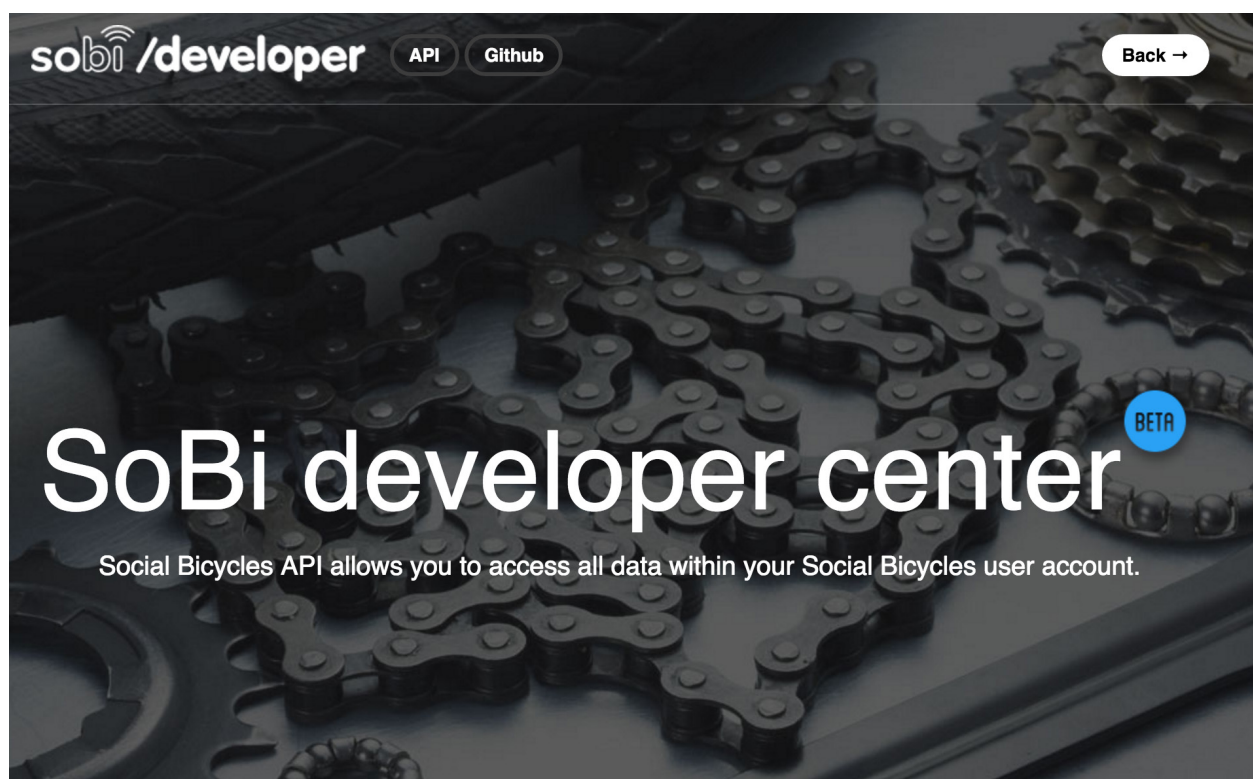 sobi /developer API Github Back →
BETA
SoBi developer center
Social Bicycles API allows you to access all data within your Social Bicycles user account.